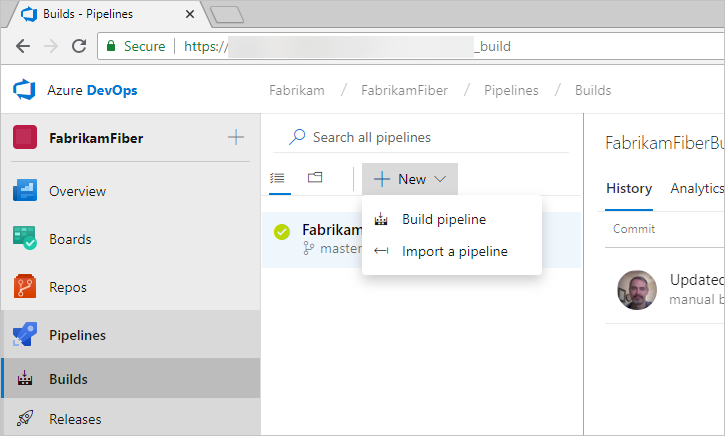 Builds - Pipelines
Secure https:// _build
Azure DevOps
Fabrikam / FabrikamFiber / Pipelines / Builds
FabrikamFiber
Search all pipelines
FabrikamFiberBu
Overview
New
History Analytics
Build pipeline
Commit
Boards
Fabrikam
master
Import a pipeline
Repos
Updated
manual b
Pipelines
Builds
Releases